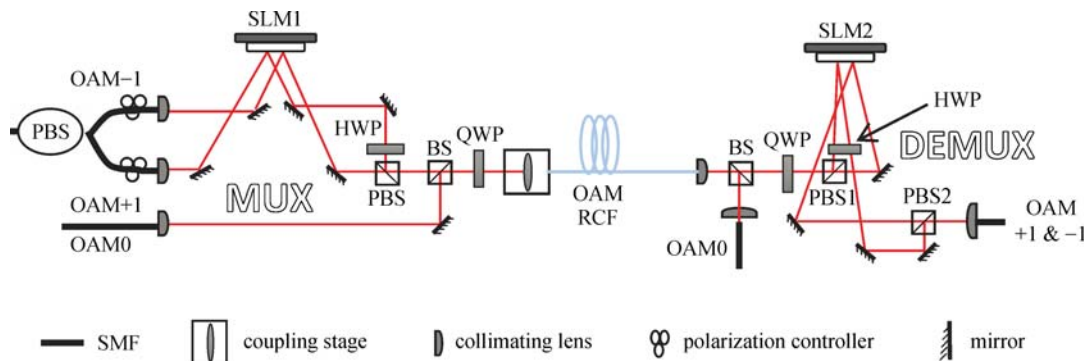 SLM1
SLM2
OAM−1
HWP
PBS
HWP
QWP
BS
BS
QWP
DEMUX
MUX
PBS
OAM
RCF
PBS1
PBS2
OAM+1
OAM0
OAM0
OAM
+1 & −1
SMF
coupling stage
collimating lens
polarization controller
mirror